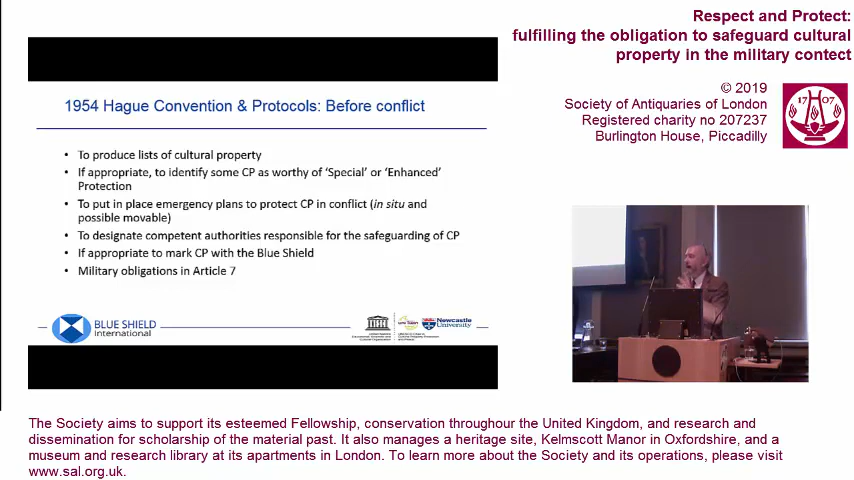 Respect and Protect:
fulfilling the obligation to safeguard cultural
property in the military contect
© 2019
Society of Antiquaries of London
Registered charity no 207237
Burlington House, Piccadilly
17 07
1954 Hague Convention & Protocols: Before conflict
• To produce lists of cultural property
• If appropriate, to identify some CP as worthy of ‘Special’ or ‘Enhanced’
Protection
• To put in place emergency plans to protect CP in conflict (in situ and
possible movable)
• To designate competent authorities responsible for the safeguarding of CP
• If appropriate to mark CP with the Blue Shield
• Military obligations in Article 7
BLUE SHIELD
International
Newcastle
University
The Society aims to support its esteemed Fellowship, conservation throughour the United Kingdom, and research and
dissemination for scholarship of the material past. It also manages a heritage site, Kelmscott Manor in Oxfordshire, and a
museum and research library at its apartments in London. To learn more about the Society and its operations, please visit
www.sal.org.uk.